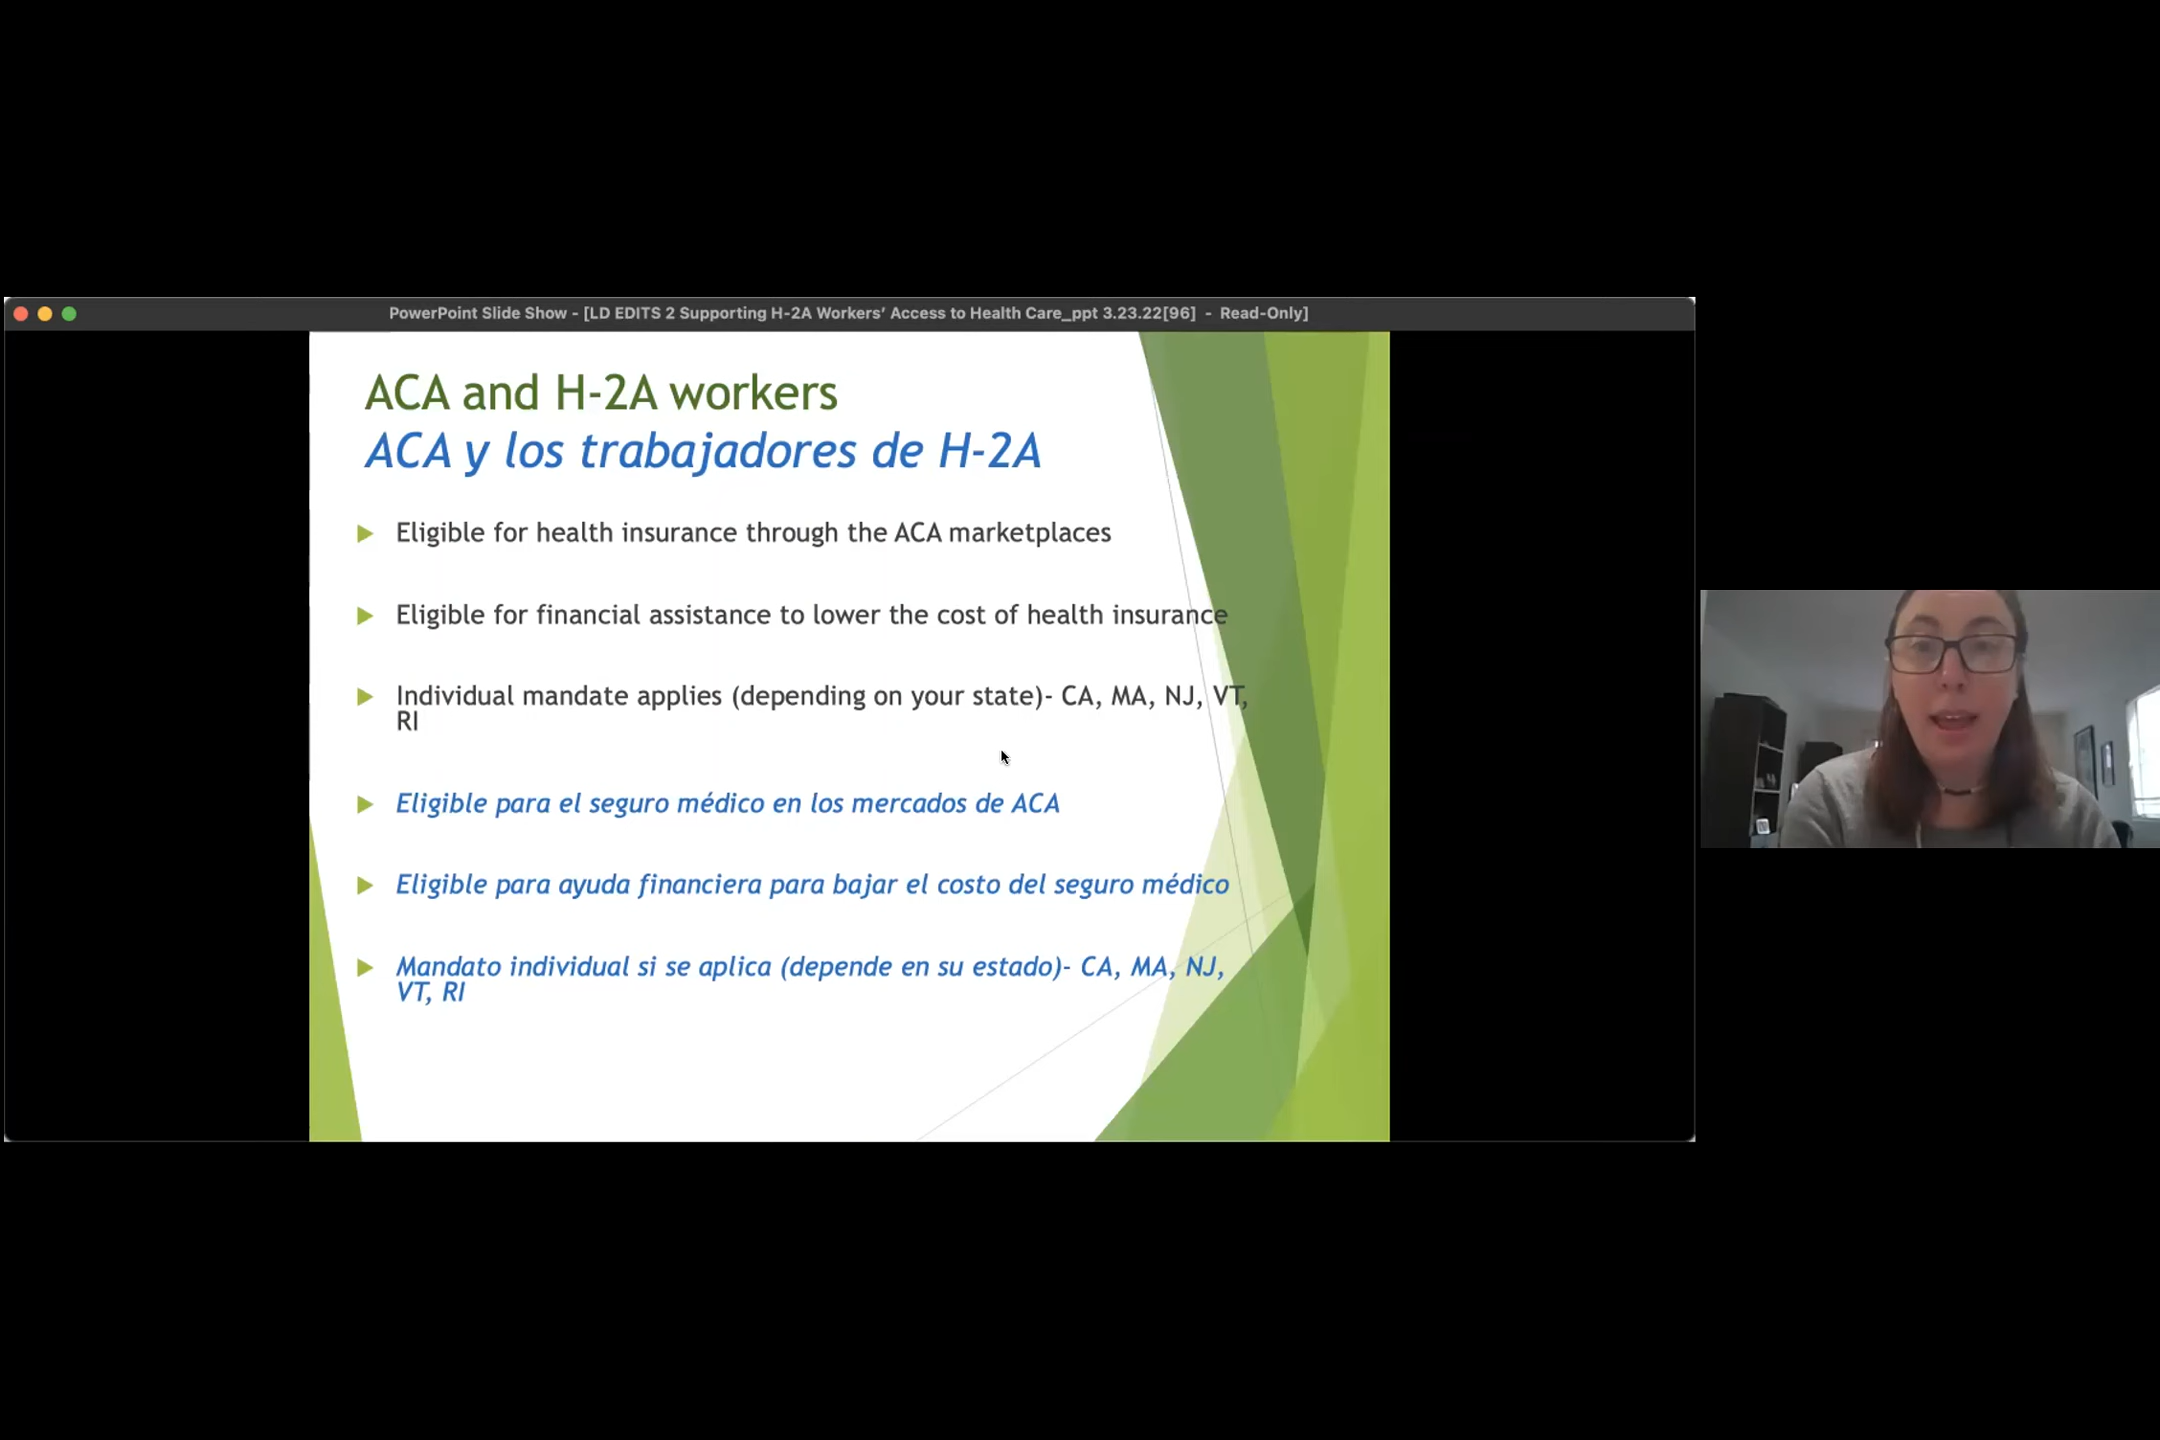 PowerPoint Slide Show - [LD EDITS 2 Supporting H-2A Workers’ Access to Health Care_ppt 3.23.22[96] - Read-Only]
ACA and H-2A workers
ACA y los trabajadores de H-2A
Eligible for health insurance through the ACA marketplaces
Eligible for financial assistance to lower the cost of health insurance
Individual mandate applies (depending on your state)- CA, MA, NJ, VT,
RI
Eligible para el seguro médico en los mercados de ACA
Eligible para ayuda financiera para bajar el costo del seguro médico
Mandato individual si se aplica (depende en su estado)- CA, MA, NJ,
VT, RI